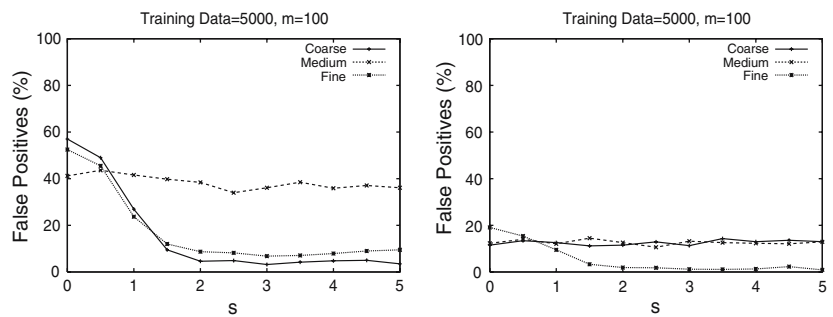 Training Data=5000, m=100
100
80
60
40
20
0
False Positives (%)
Coarse
Medium
Fine
0 1 2 3 4 5
s
Training Data=5000, m=100
100
80
60
40
20
0
False Positives (%)
Coarse
Medium
Fine
0 1 2 3 4 5
s